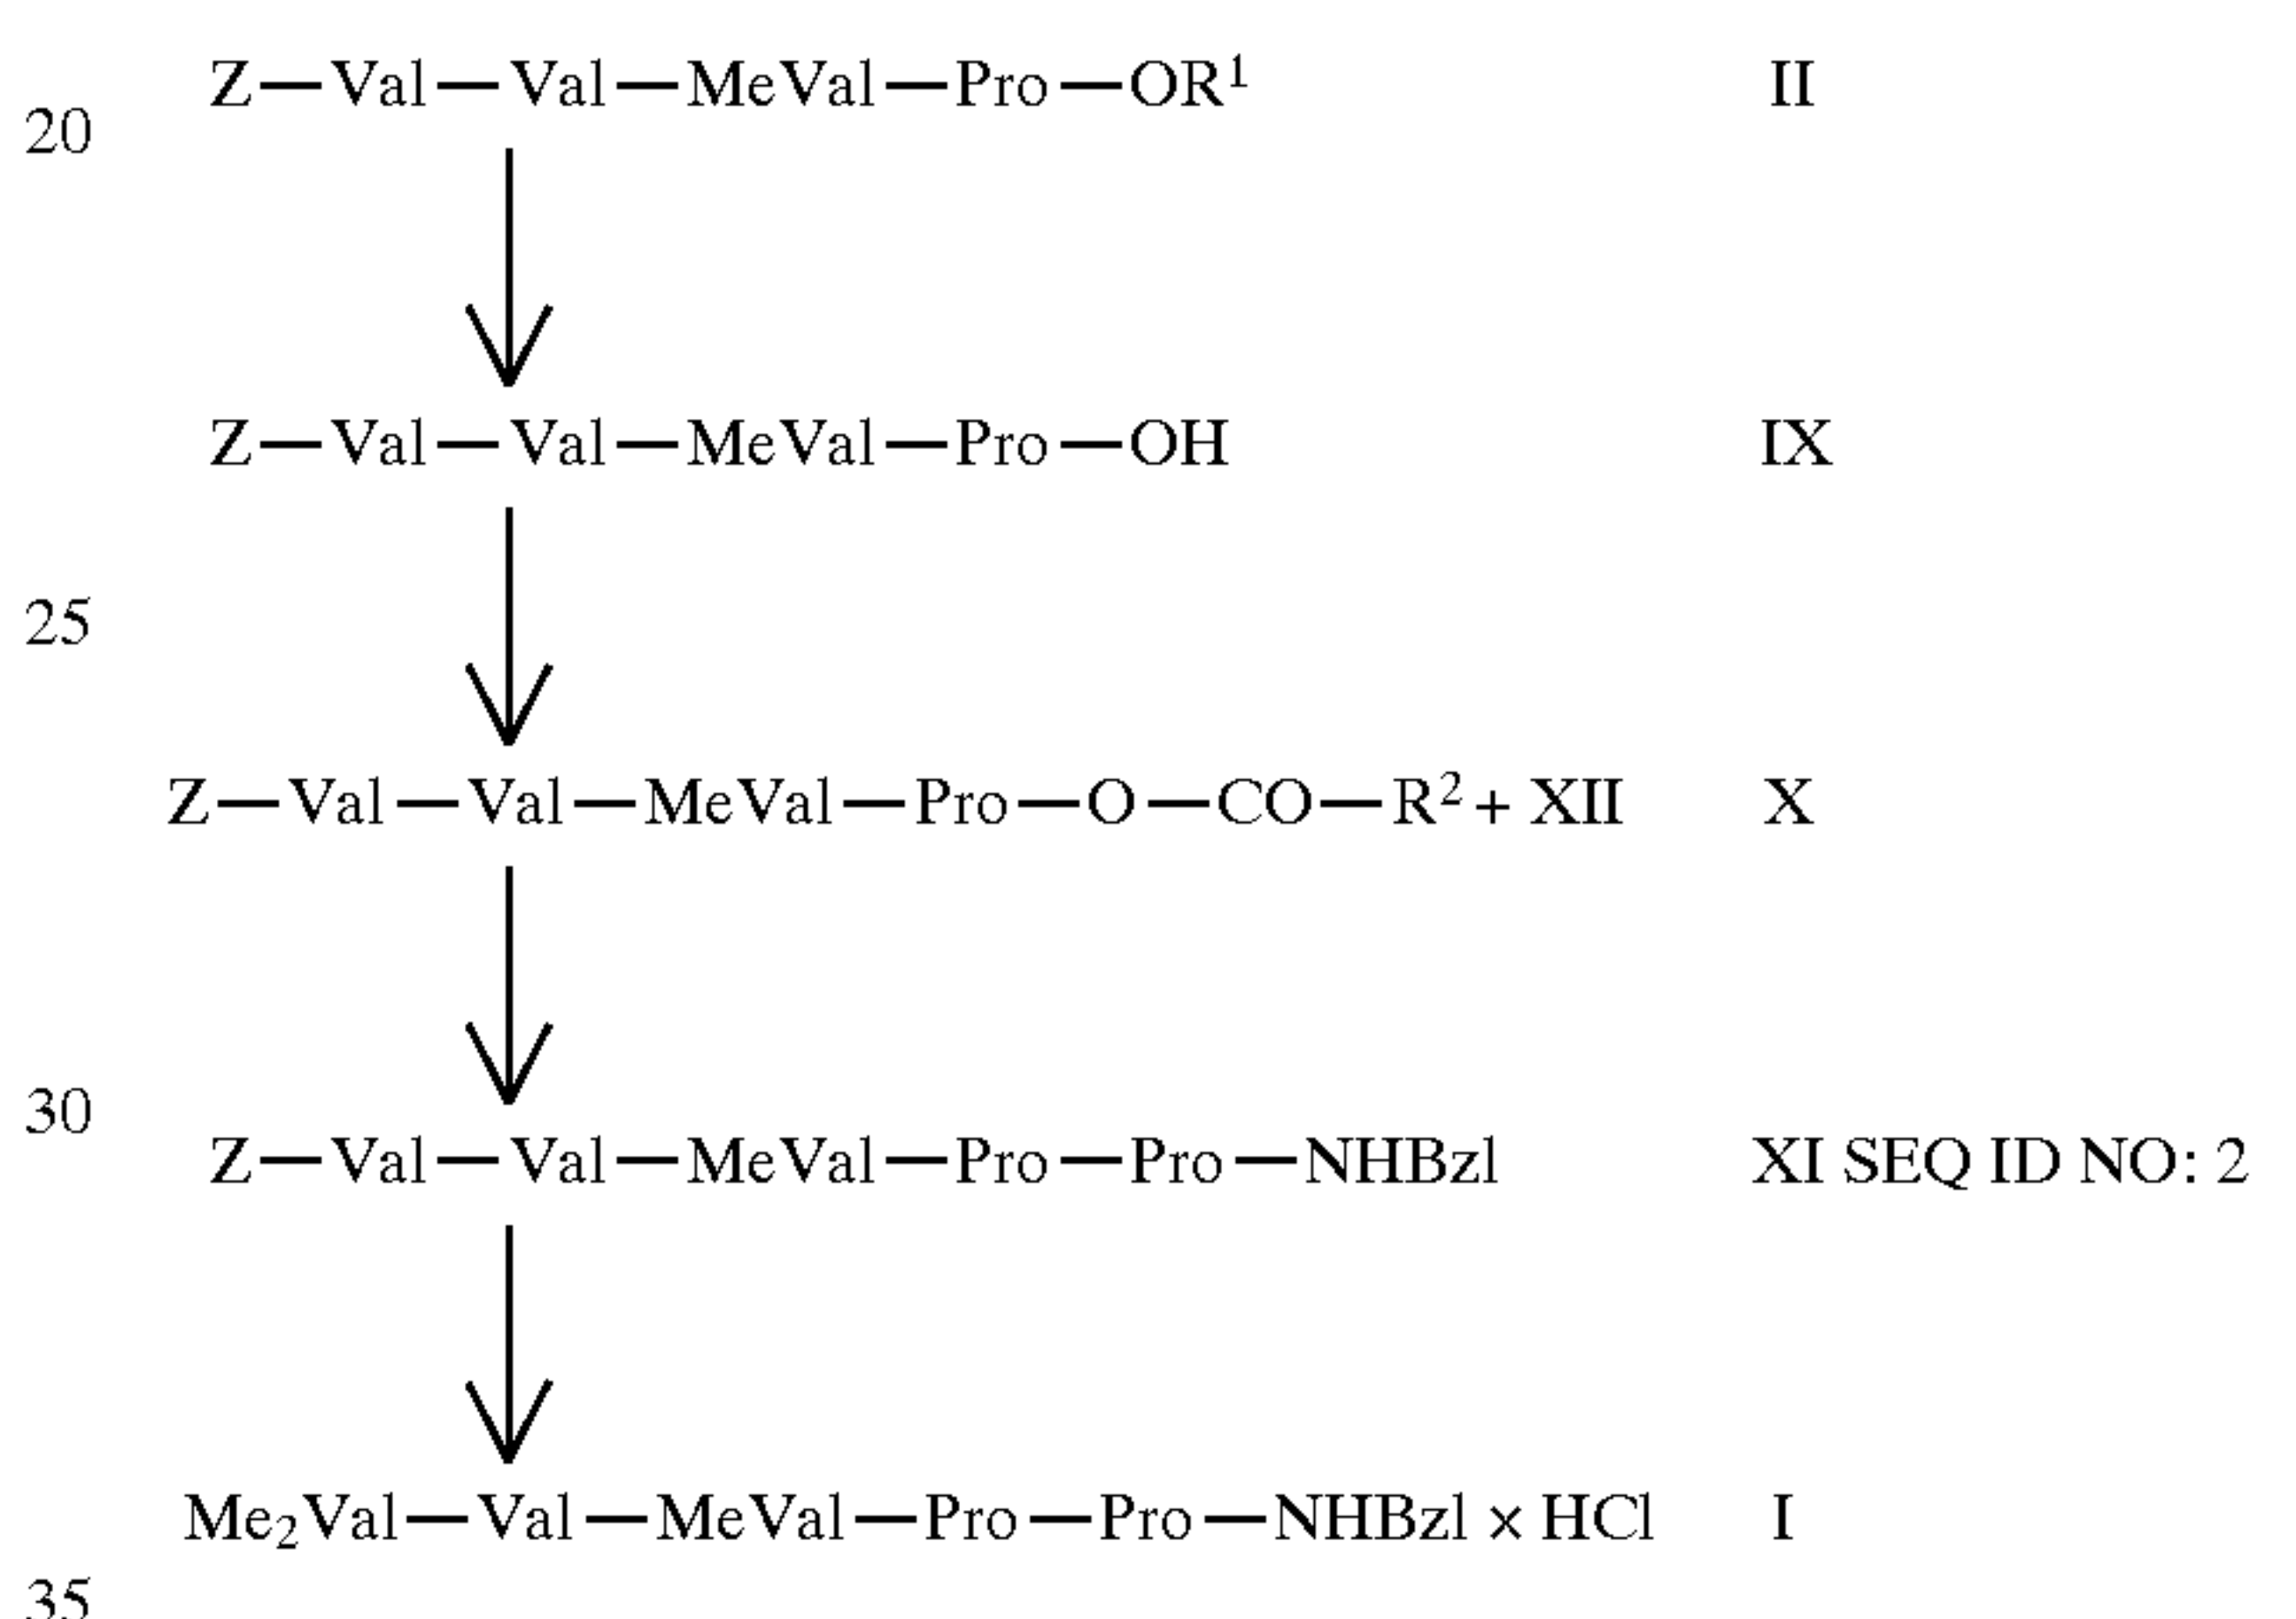 Z—Val—Val—MeVal—Pro—OR¹ II
20
Z—Val—Val—MeVal—Pro—OH IX
25
Z—Val—Val—MeVal—Pro—O—CO—R² + XII X
30
Z—Val—Val—MeVal—Pro—Pro—NHBzl XI SEQ ID NO: 2
Me₂Val—Val—MeVal—Pro—Pro—NHBzl × HCl I
35